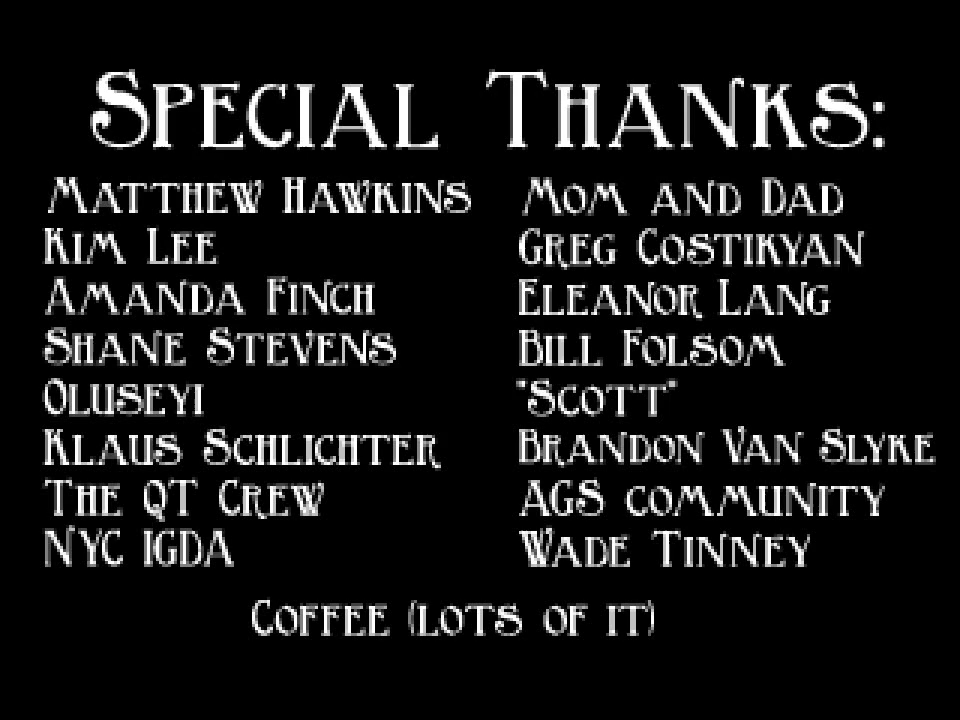 Special Thanks:
Matthew Hawkins
Kim Lee
Amanda Finch
Shane Stevens
Oluseyi
Klaus Schlichter
The QT Crew
NYC IGDA
Mom and Dad
Greg Costikyan
Eleanor Lang
Bill Folsom
"Scott"
Brandon Van Slyke
AGS community
Wade Tinney
Coffee (lots of it)